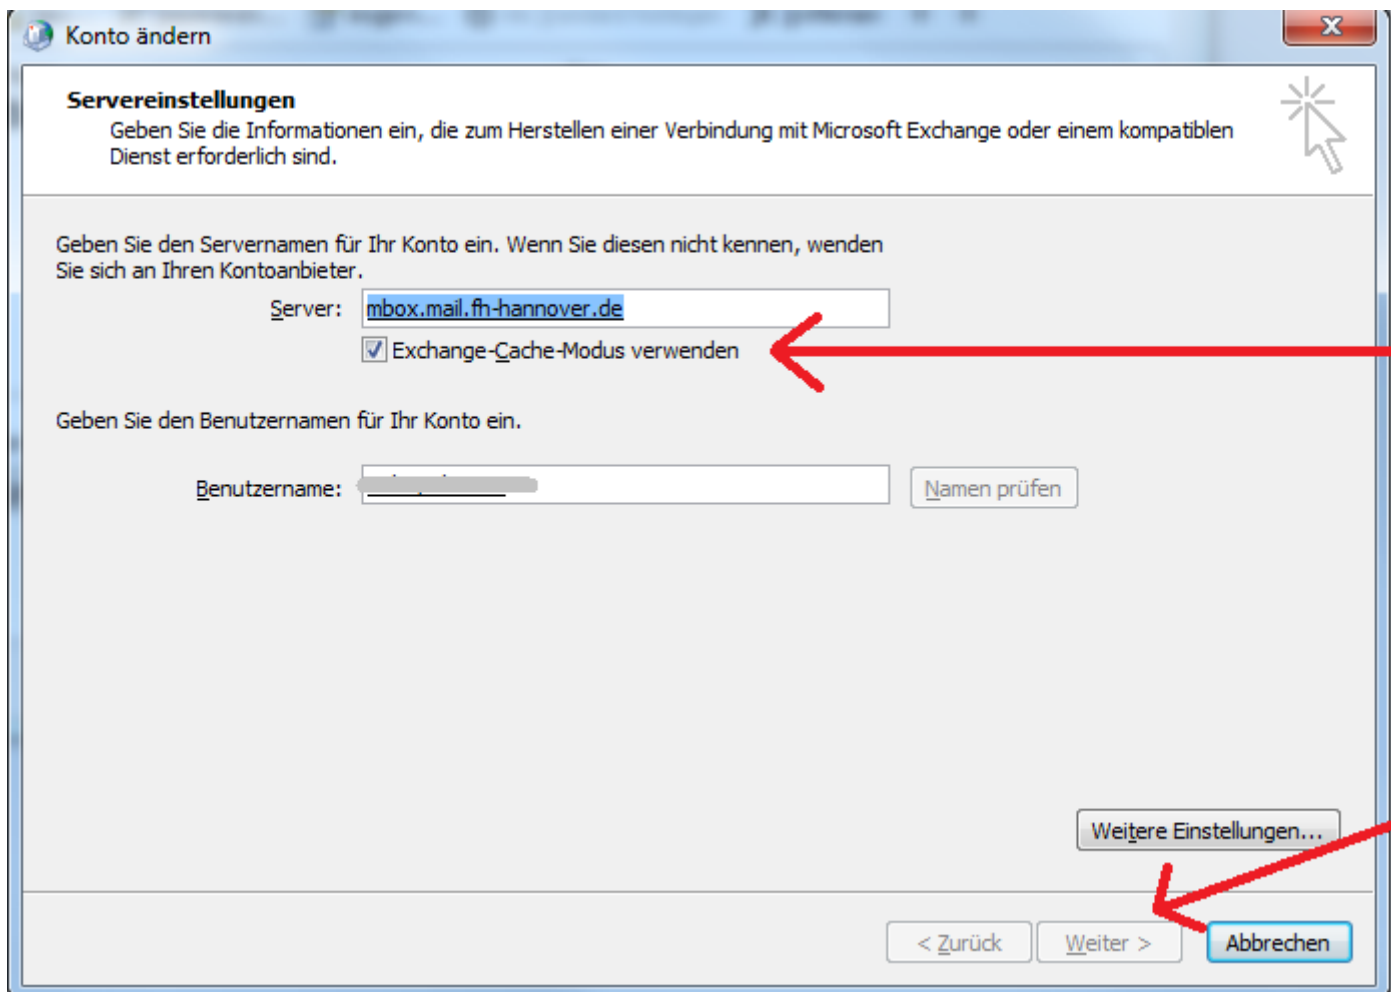 Konto ändern
Servereinstellungen
Geben Sie die Informationen ein, die zum Herstellen einer Verbindung mit Microsoft Exchange oder einem kompatiblen
Dienst erforderlich sind.
Geben Sie den Servernamen für Ihr Konto ein. Wenn Sie diesen nicht kennen, wenden
Sie sich an Ihren Kontoanbieter.
Server: mbox.mail.fh-hannover.de
Exchange-Cache-Modus verwenden
Geben Sie den Benutzernamen für Ihr Konto ein.
Benutzername: Namen prüfen
Weitere Einstellungen...
< Zurück Weiter > Abbrechen